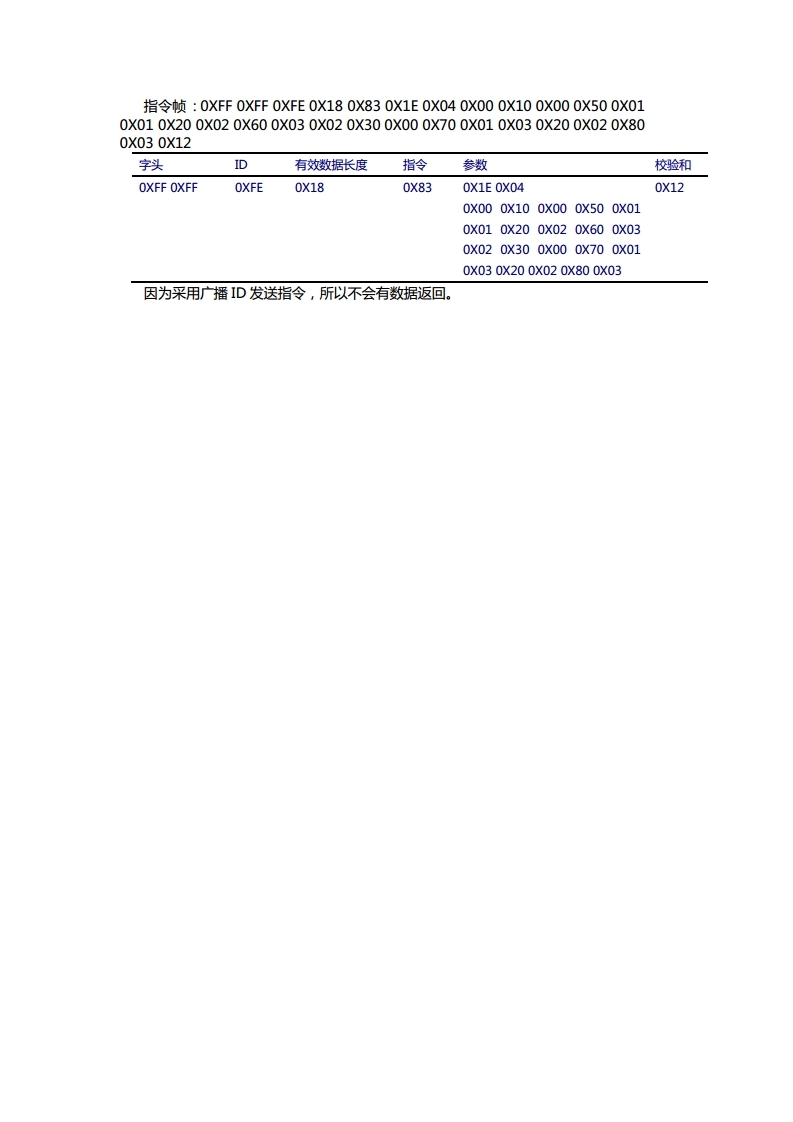 指令帧：0XFF 0XFF 0XFE 0X18 0X83 0X1E 0X04 0X00 0X10 0X00 0X50 0X01
0X01 0X20 0X02 0X60 0X03 0X02 0X30 0X00 0X70 0X01 0X03 0X20 0X02 0X80
0X03 0X12
字头 ID 有效数据长度 指令 参数 校验和
0XFF 0XFF 0XFE 0X18 0X83 0X1E 0X04 0X12
0X00 0X10 0X00 0X50 0X01
0X01 0X20 0X02 0X60 0X03
0X02 0X30 0X00 0X70 0X01
0X03 0X20 0X02 0X80 0X03
因为采用广播 ID 发送指令，所以不会有数据返回。